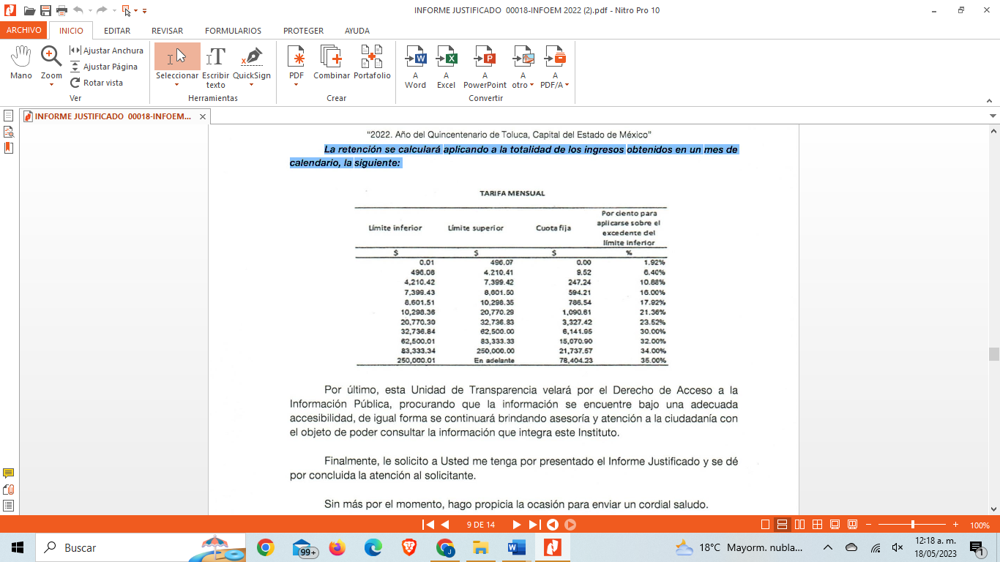 INFORME JUSTIFICADO 00018-INFOEM 2022 (2).pdf - Nitro Pro 10
ARCHIVO INICIO EDITAR REVISAR FORMULARIOS PROTEGER AYUDA
Mano
Zoom
Ajustar Anchura
Ajustar Página
Rotar vista
Ver
Seleccionar
Escribir
texto
QuickSign
Herramientas
PDF
Combinar
Portafolio
Crear
A
Word
A
Excel
A
PowerPoint
A
otro
A
PDF/A
Convertir
INFORME JUSTIFICADO 00018-INFOEM...
“2022. Año del Quincentenario de Toluca, Capital del Estado de México”
La retención se calculará aplicando a la totalidad de los ingresos obtenidos en un mes de
calendario, la siguiente:
TARIFA MENSUAL
Límite inferior Límite superior Cuota fija Por ciento para
aplicarse sobre el
excedente del
límite inferior
$ $ $ %
0.01 496.07 0.00 1.92%
496.08 4.210.41 9.52 6.40%
4,210.42 7,399.42 247.24 10.88%
7,399.43 8,601.50 594.21 16.00%
8,601.51 10,298.35 786.54 17.92%
10,298.36 20,770.29 1,090.61 21.36%
20,770.30 32,736.83 3,327.42 23.52%
32,736.84 62,500.00 6,141.95 30.00%
62,500.01 83,333.33 15,070.90 32.00%
83,333.34 250,000.00 21,737.57 34.00%
250,000.01 En adelante 78,404.23 35.00%
Por último, esta Unidad de Transparencia velará por el Derecho de Acceso a la
Información Pública, procurando que la información se encuentre bajo una adecuada
accesibilidad, de igual forma se continuará brindando asesoría y atención a la ciudadanía con
el objeto de poder consultar la información que integra este Instituto.
Finalmente, le solicito a Usted me tenga por presentado el Informe Justificado y se dé
por concluida la atención al solicitante.
Sin más por el momento, hago propicia la ocasión para enviar un cordial saludo.
9 DE 14
100%
Buscar
99+
18°C Mayorm. nubla...
12:18 a. m.
18/05/2023
1